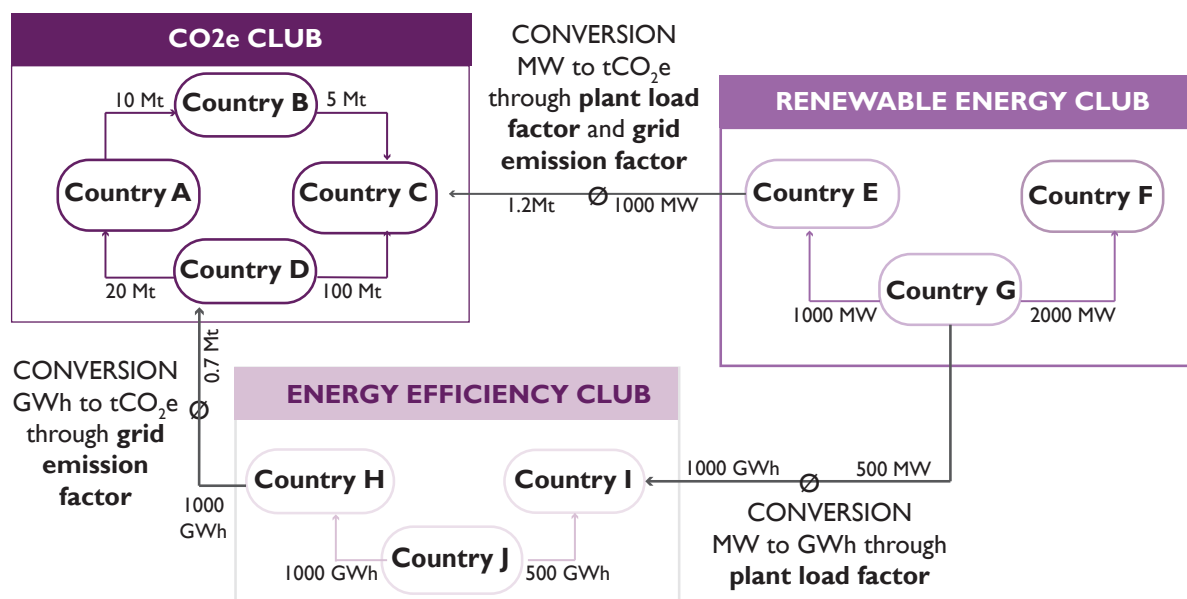 CO2e CLUB
10 Mt
Country B
5 Mt
Country A
Country C
20 Mt
Country D
100 Mt
CONVERSION
MW to tCO₂e
through plant load
factor and grid
emission factor
1.2Mt
Ø
1000 MW
RENEWABLE ENERGY CLUB
Country E
Country F
Country G
1000 MW
2000 MW
CONVERSION
GWh to tCO₂e
through grid
emission
factor
0.7 Mt
Ø
1000
GWh
ENERGY EFFICIENCY CLUB
Country H
Country I
Country J
1000 GWh
500 GWh
1000 GWh
Ø
500 MW
CONVERSION
MW to GWh through
plant load factor